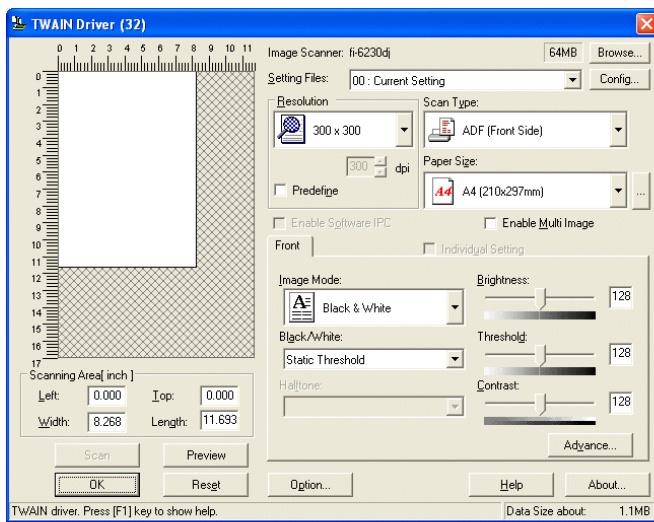 TWAIN Driver (32)
0 1 2 3 4 5 6 7 8 9 10 11
0
1
2
3
4
5
6
7
8
9
10
11
12
13
14
15
16
17
Scanning Area[ inch ]
Left: 0.000 Top: 0.000
Width: 8.268 Length: 11.693
Scan Preview
OK Reset
Image Scanner: fi-6230dj 64MB Browse...
Setting Files: 00 : Current Setting Config...
Resolution
300 x 300
300 dpi
Predefine
Scan Type:
ADF (Front Side)
Paper Size:
A4 A4 (210x297mm) ...
Enable Software IPC Enable Multi Image
Front Individual Setting
Image Mode:
A Black & White
Black/White:
Static Threshold
Halftone:
Brightness:
128
Threshold:
128
Contrast:
128
Advance...
Option... Help About...
TWAIN driver. Press [F1] key to show help. Data Size about: 1.1MB